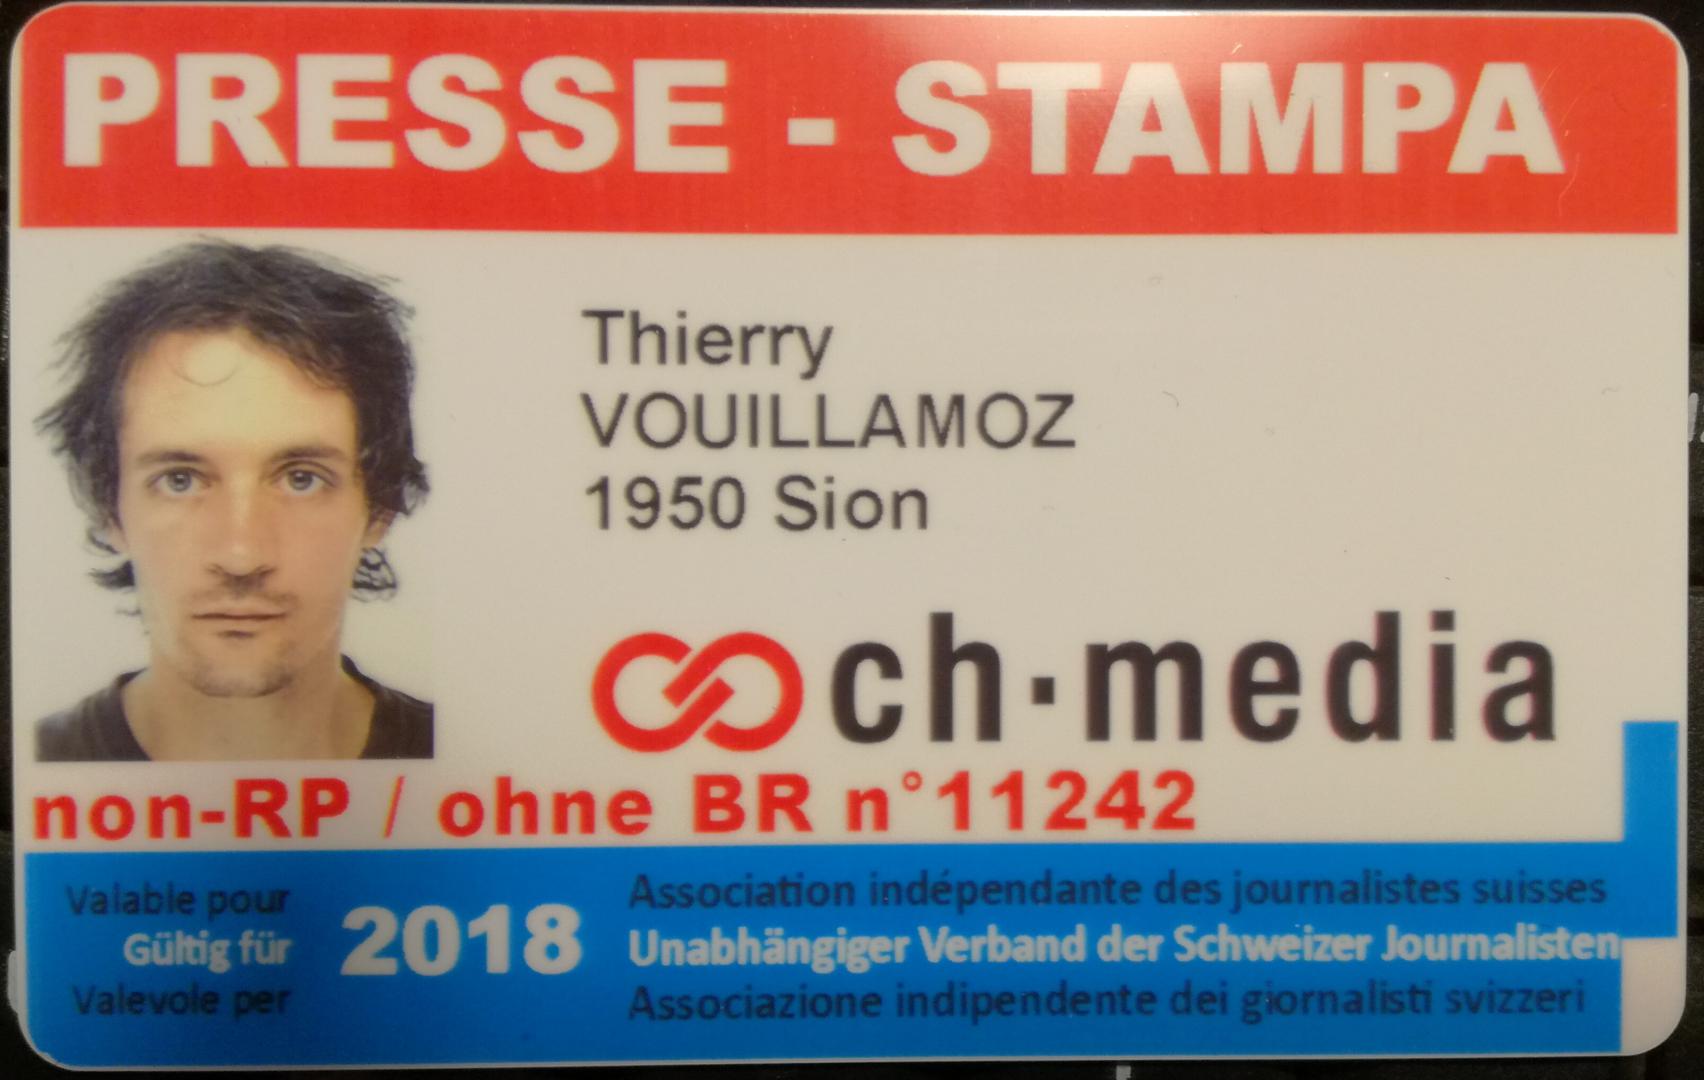 PRESSE - STAMPA
Thierry
VOUILLAMOZ
1950 Sion
ch·media
non-RP / ohne BR n°11242
Valable pour
Gültig für
Valevole per
2018
Association indépendante des journalistes suisses
Unabhängiger Verband der Schweizer Journalisten
Associazione indipendente dei giornalisti svizzeri